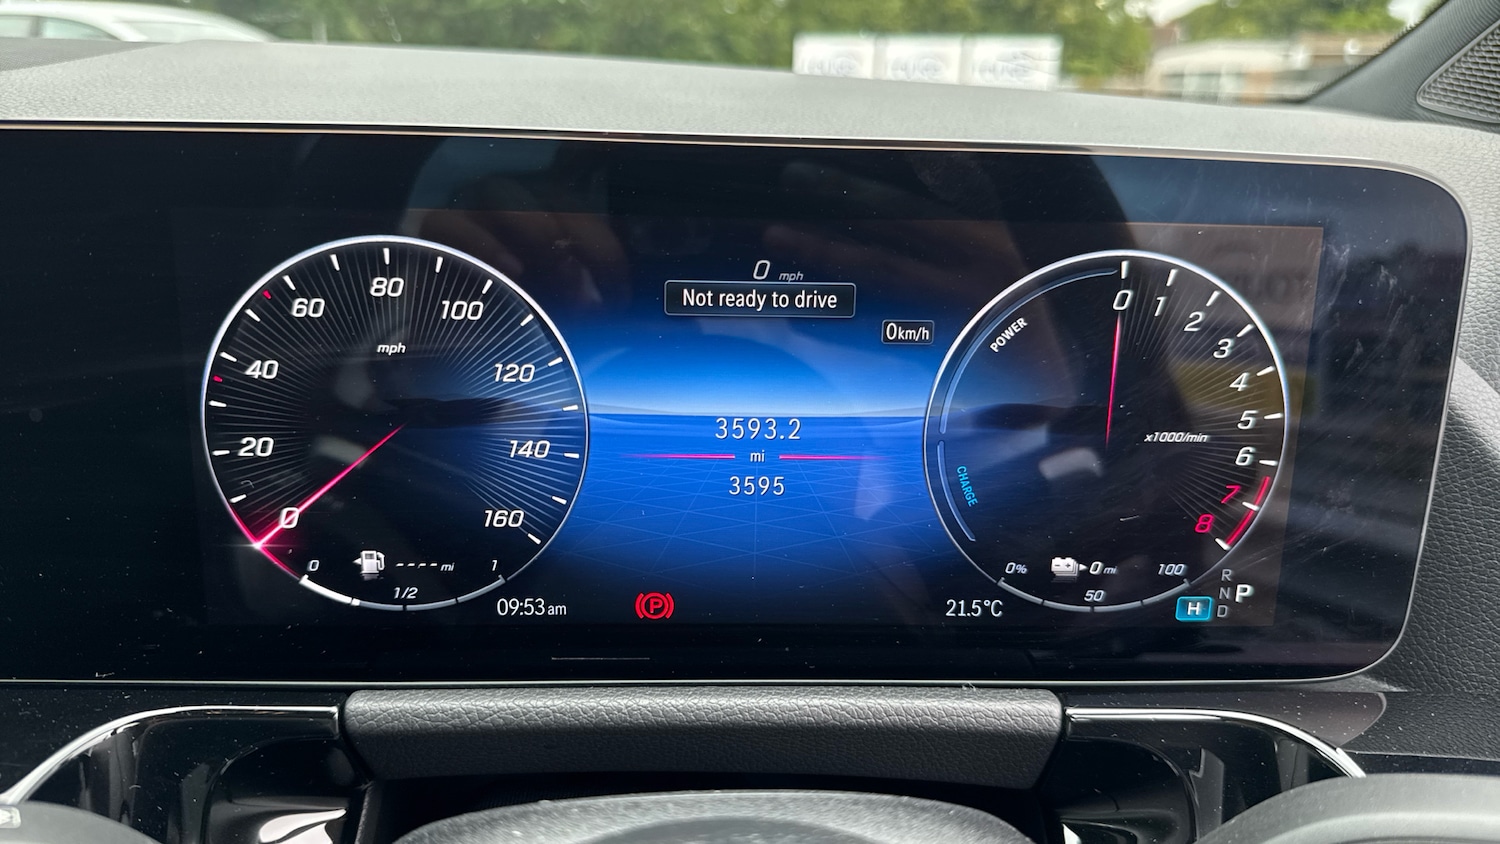 0 mph
Not ready to drive
0km/h
3593.2
mi
3595
0
20
40
60
80
100
120
140
160
mph
0
1/2
1
----mi
09:53am
P
21.5°C
POWER
CHARGE
0
1
2
3
4
5
6
7
8
x1000/min
0%
0 mi
50
100
H
R
N
D
P